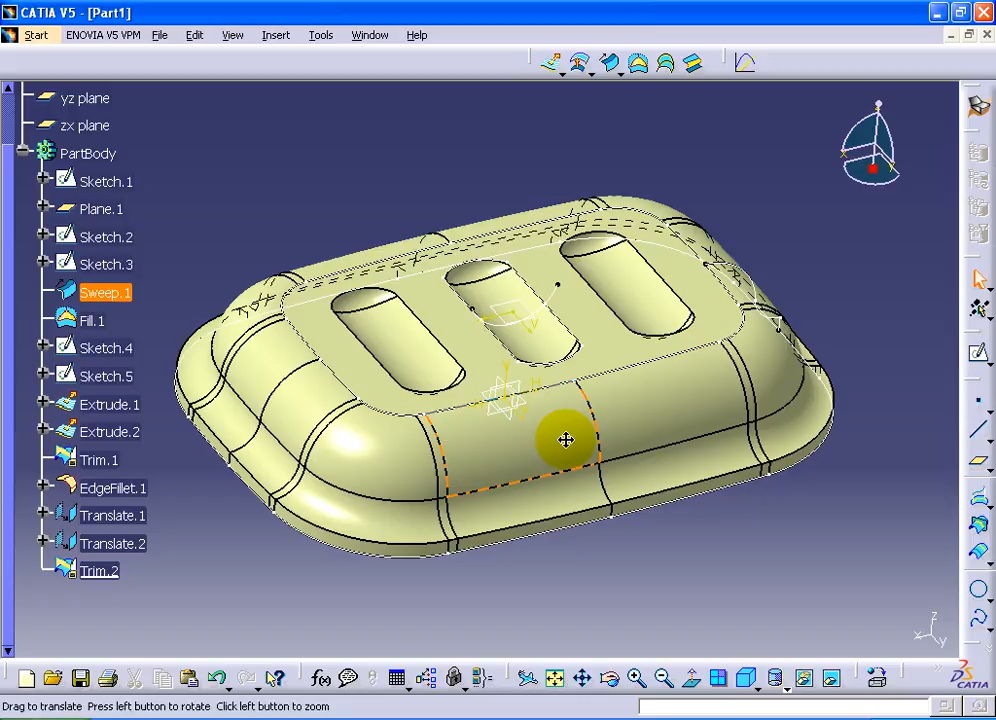 CATIA V5 - [Part1]
Start ENOVIA V5 VPM File Edit View Insert Tools Window Help
yz plane
zx plane
PartBody
Sketch.1
Plane.1
Sketch.2
Sketch.3
Sweep.1
Fill.1
Sketch.4
Sketch.5
Extrude.1
Extrude.2
Trim.1
EdgeFillet.1
Translate.1
Translate.2
Trim.2
z
x y
f(x)
CATIA
Drag to translate Press left button to rotate Click left button to zoom